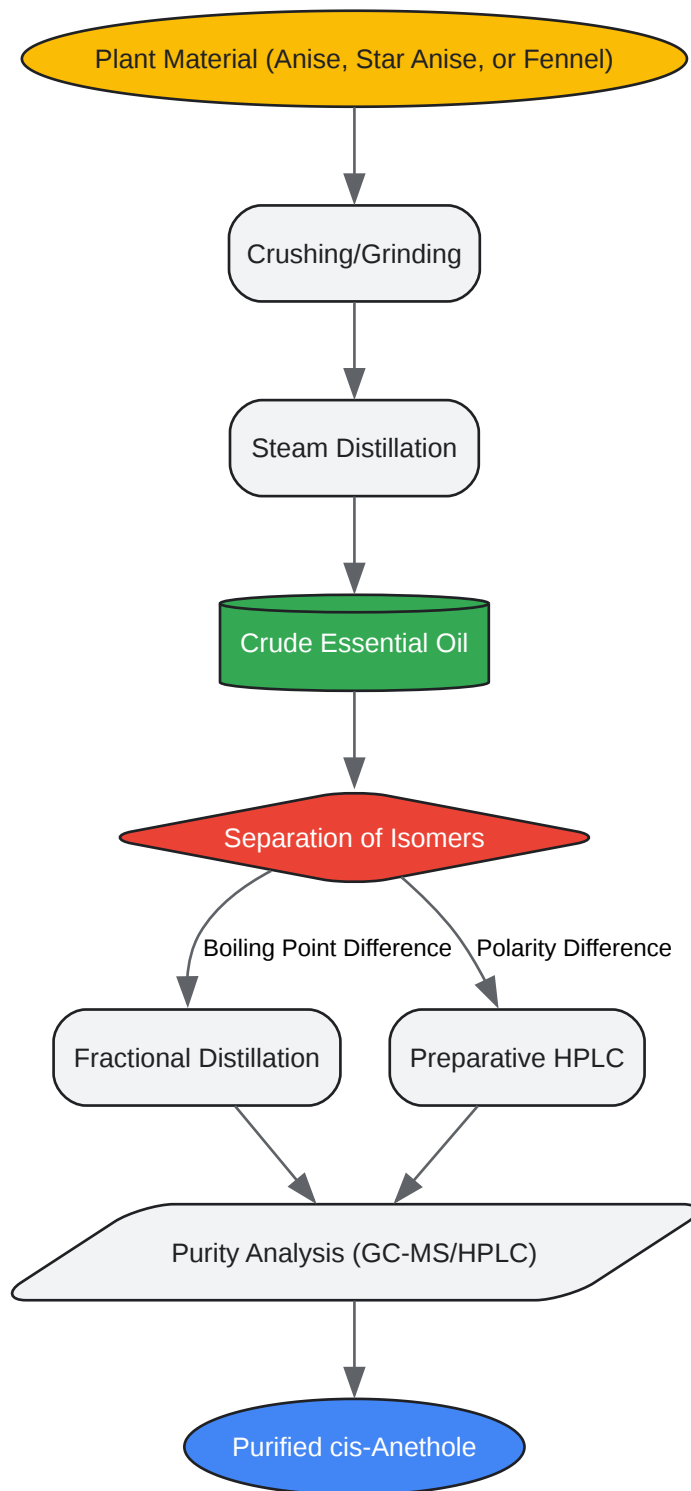 Plant Material (Anise, Star Anise, or Fennel)
Crushing/Grinding
Steam Distillation
Crude Essential Oil
Separation of Isomers
Boiling Point Difference
Polarity Difference
Fractional Distillation
Preparative HPLC
Purity Analysis (GC-MS/HPLC)
Purified cis-Anethole